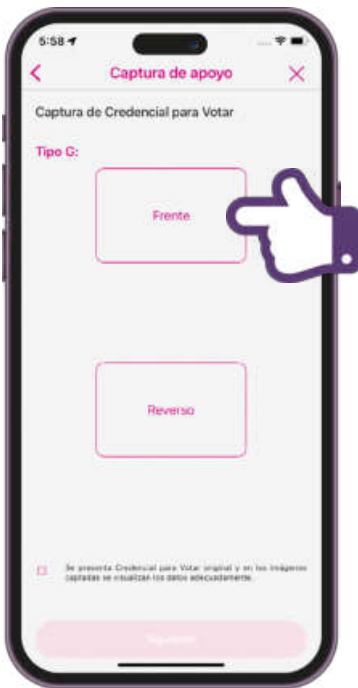 5:58
Captura de apoyo
Captura de Credencial para Votar
Tipo G:
Frente
Reverso
Se presenta Credencial para Votar original y en las imágenes
captadas se visualizan los datos adecuadamente.
Siguiente